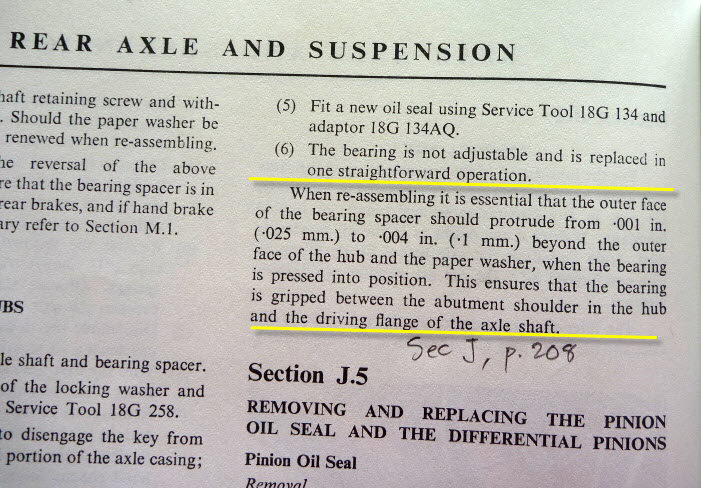 REAR AXLE AND SUSPENSION
haft retaining screw and with-
. Should the paper washer be
renewed when re-assembling.
he reversal of the above
re that the bearing spacer is in
rear brakes, and if hand brake
ary refer to Section M.1.
UBS
le shaft and bearing spacer.
of the locking washer and
Service Tool 18G 258.
to disengage the key from
portion of the axle casing;
(5) Fit a new oil seal using Service Tool 18G 134 and
adaptor 18G 134AQ.
(6) The bearing is not adjustable and is replaced in
one straightforward operation.
When re-assembling it is essential that the outer face
of the bearing spacer should protrude from ·001 in.
(·025 mm.) to ·004 in. (·1 mm.) beyond the outer
face of the hub and the paper washer, when the bearing
is pressed into position. This ensures that the bearing
is gripped between the abutment shoulder in the hub
and the driving flange of the axle shaft.
Sec J, p. 208
Section J.5
REMOVING AND REPLACING THE PINION
OIL SEAL AND THE DIFFERENTIAL PINIONS
Pinion Oil Seal
Removal